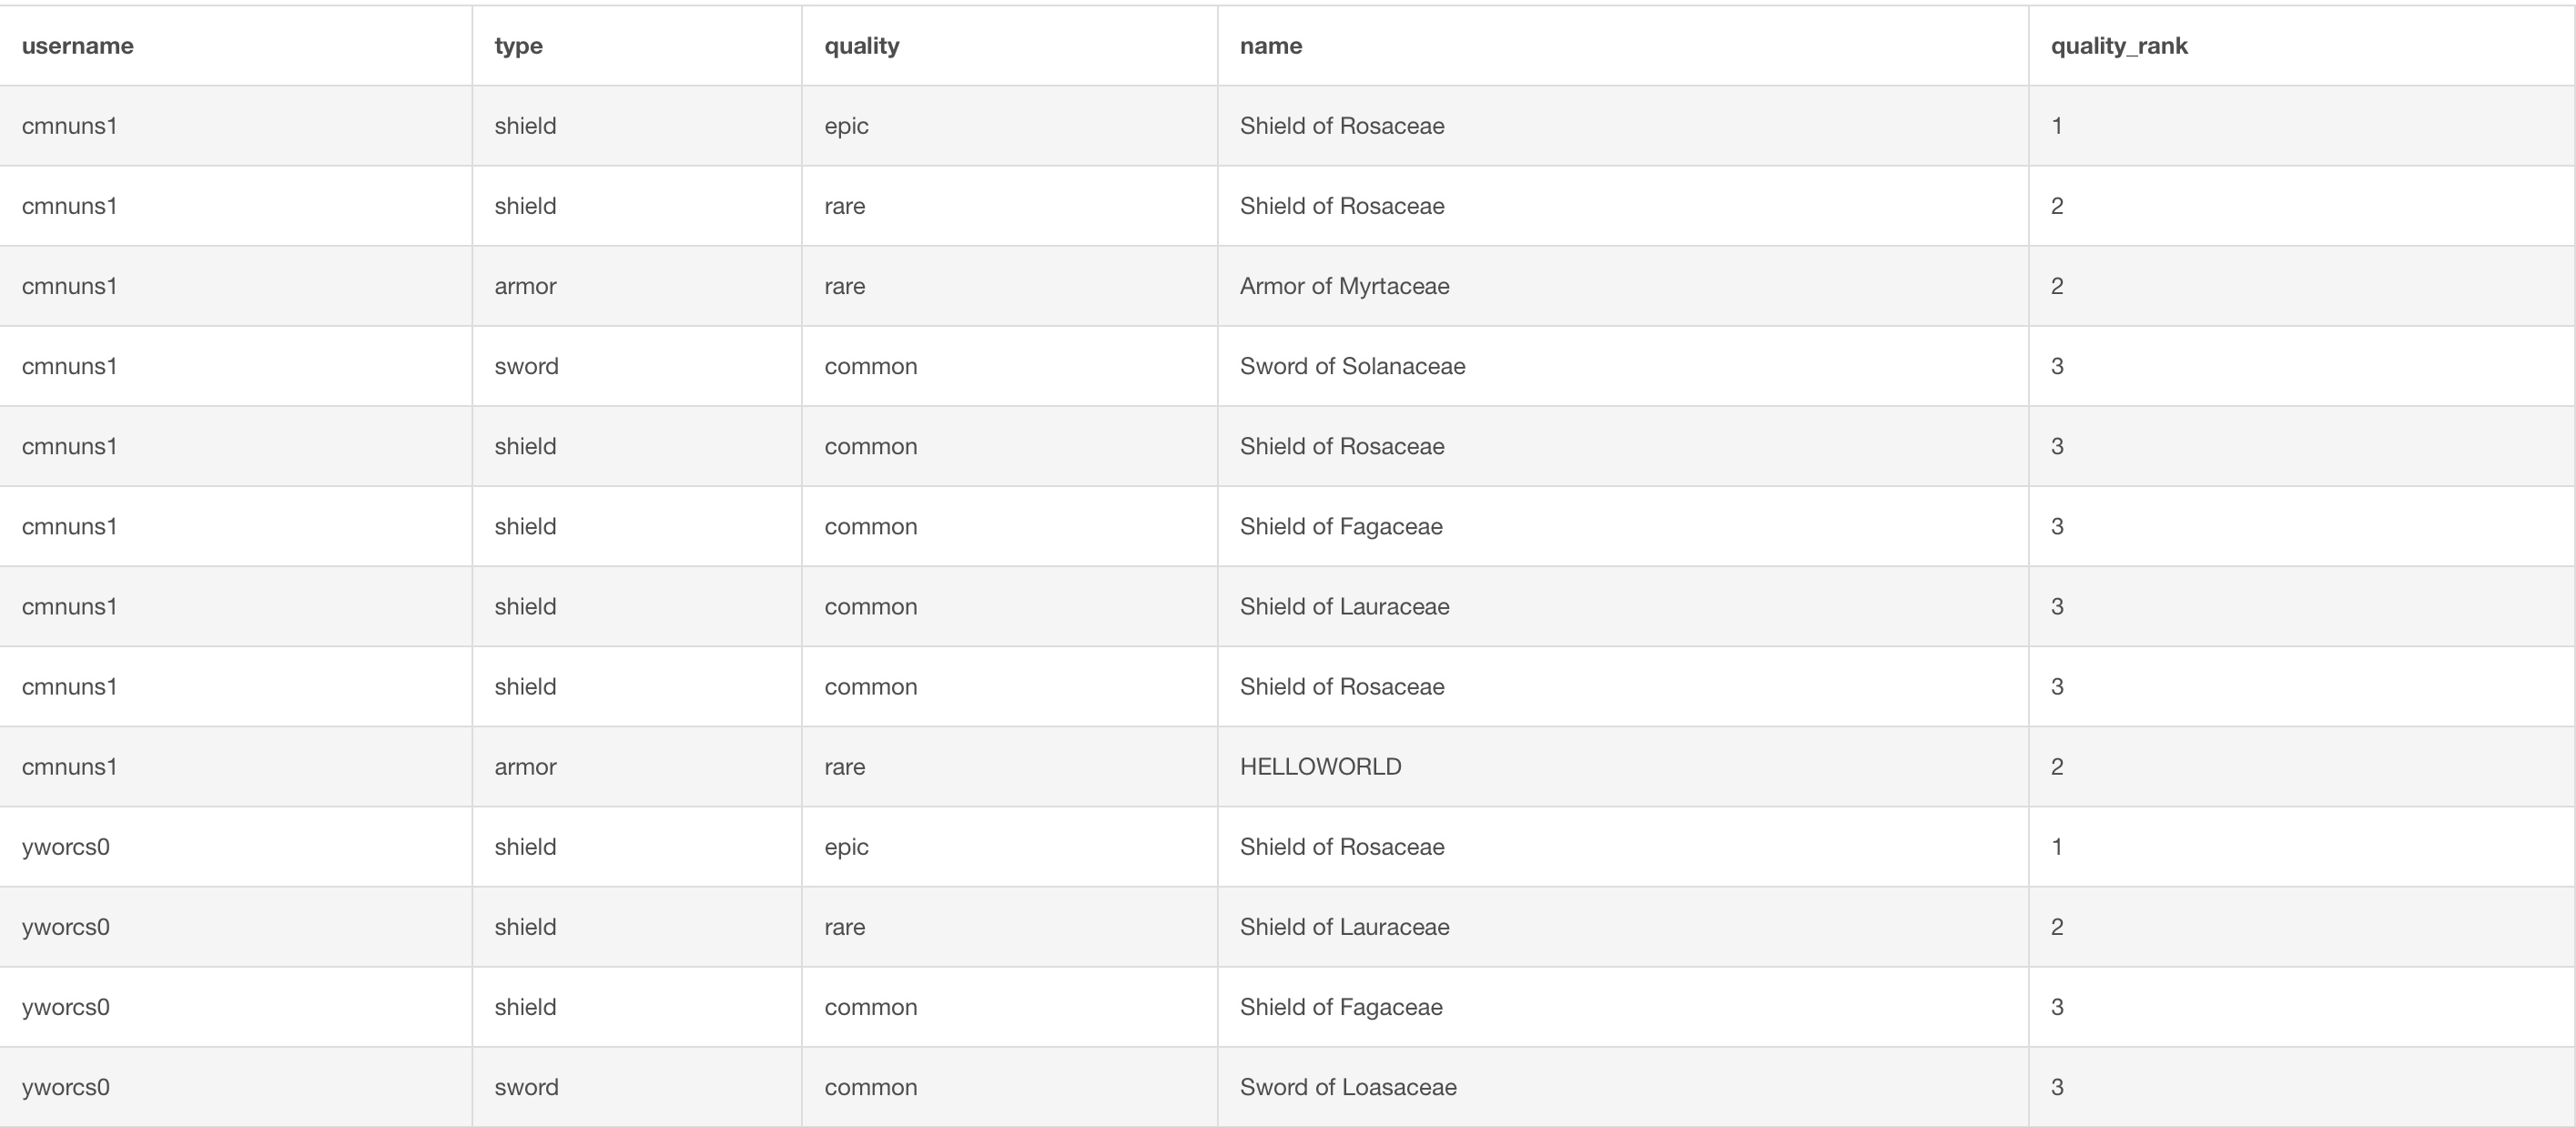 username type quality name quality_rank
cmnuns1 shield epic Shield of Rosaceae 1
cmnuns1 shield rare Shield of Rosaceae 2
cmnuns1 armor rare Armor of Myrtaceae 2
cmnuns1 sword common Sword of Solanaceae 3
cmnuns1 shield common Shield of Rosaceae 3
cmnuns1 shield common Shield of Fagaceae 3
cmnuns1 shield common Shield of Lauraceae 3
cmnuns1 shield common Shield of Rosaceae 3
cmnuns1 armor rare HELLOWORLD 2
yworcs0 shield epic Shield of Rosaceae 1
yworcs0 shield rare Shield of Lauraceae 2
yworcs0 shield common Shield of Fagaceae 3
yworcs0 sword common Sword of Loasaceae 3